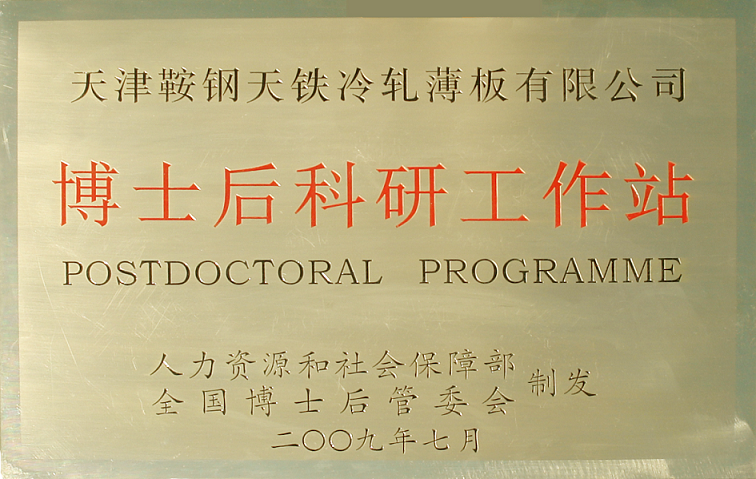 天津鞍钢天铁冷轧薄板有限公司
博士后科研工作站
POSTDOCTORAL PROGRAMME
人力资源和社会保障部
全国博士后管委会
制发
二〇〇九年七月